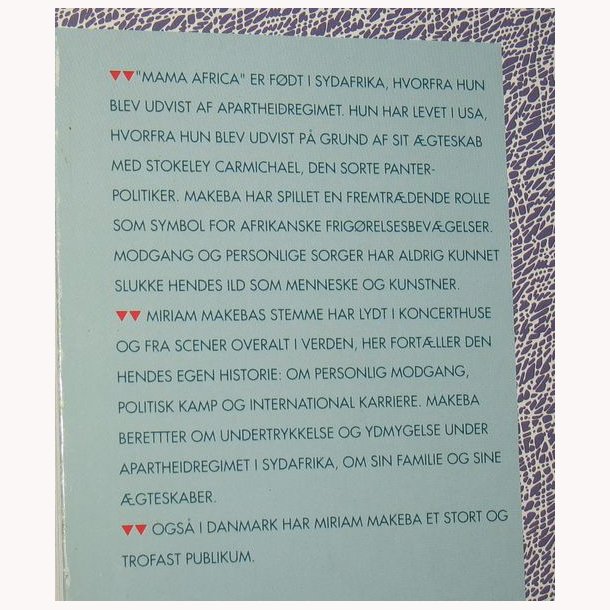 ▼▼"MAMA AFRICA" ER FØDT I SYDAFRIKA, HVORFRA HUN
BLEV UDVIST AF APARTHEIDREGIMET. HUN HAR LEVET I USA,
HVORFRA HUN BLEV UDVIST PÅ GRUND AF SIT ÆGTESKAB
MED STOKELEY CARMICHAEL, DEN SORTE PANTER-
POLITIKER. MAKEBA HAR SPILLET EN FREMTRÆDENDE ROLLE
SOM SYMBOL FOR AFRIKANSKE FRIGØRELSESBEVÆGELSER.
MODGANG OG PERSONLIGE SORGER HAR ALDRIG KUNNET
SLUKKE HENDES ILD SOM MENNESKE OG KUNSTNER.
▼▼ MIRIAM MAKEBAS STEMME HAR LYDT I KONCERTHUSE
OG FRA SCENER OVERALT I VERDEN, HER FORTÆLLER DEN
HENDES EGEN HISTORIE: OM PERSONLIG MODGANG,
POLITISK KAMP OG INTERNATIONAL KARRIERE. MAKEBA
BERETTTER OM UNDERTRYKKELSE OG YDMYGELSE UNDER
APARTHEIDREGIMET I SYDAFRIKA, OM SIN FAMILIE OG SINE
ÆGTESKABER.
▼▼ OGSÅ I DANMARK HAR MIRIAM MAKEBA ET STORT OG
TROFAST PUBLIKUM.